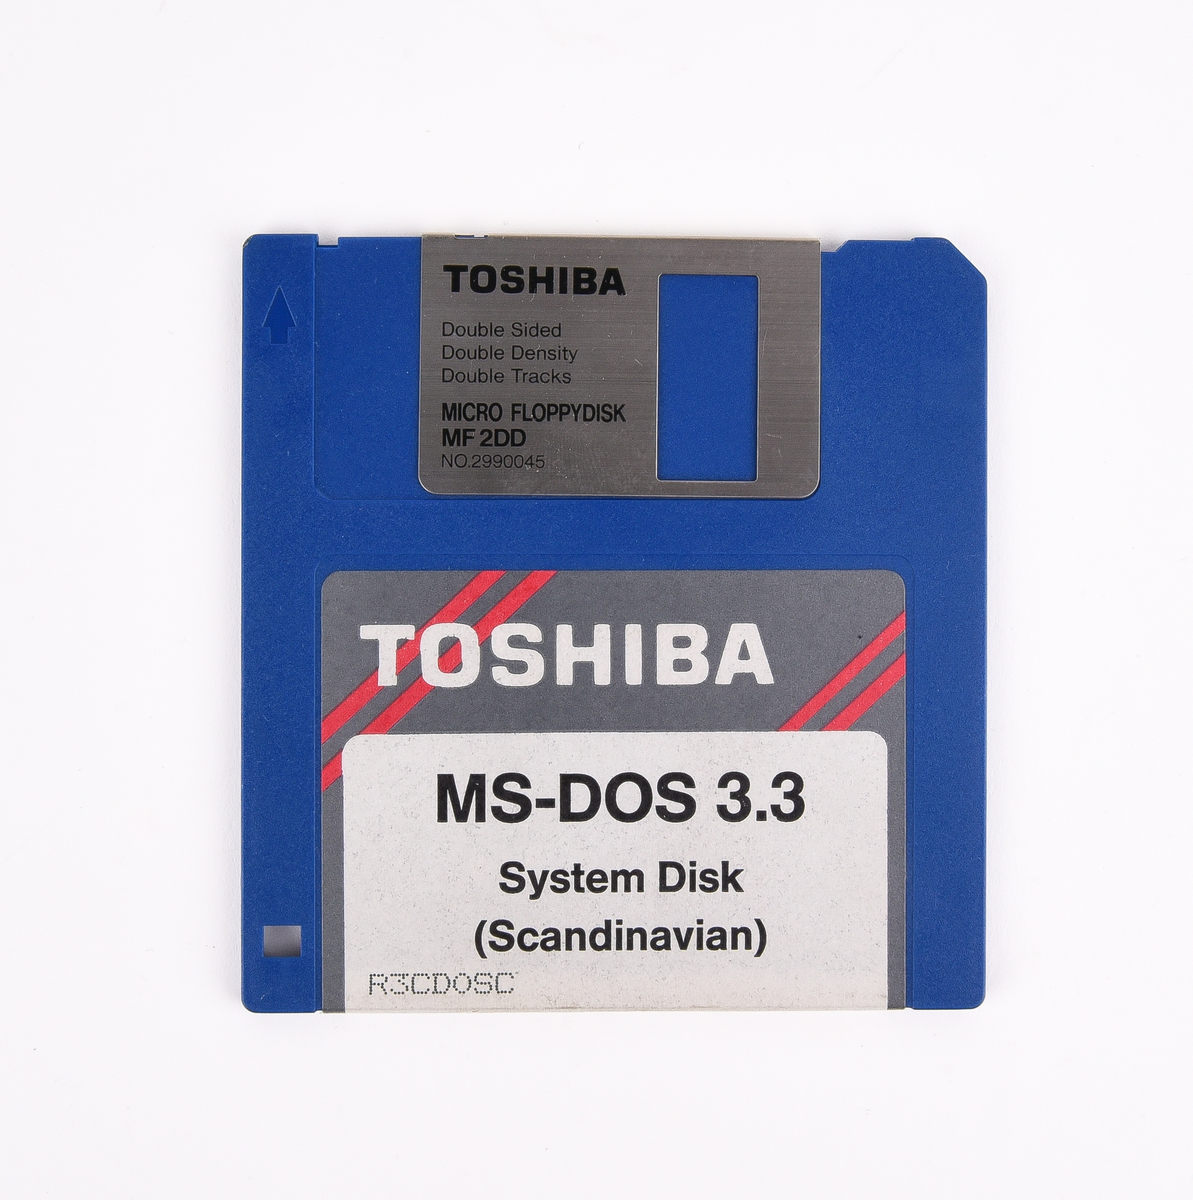 TOSHIBA
Double Sided
Double Density
Double Tracks
MICRO FLOPPYDISK
MF 2DD
NO.2990045
TOSHIBA
MS-DOS 3.3
System Disk
(Scandinavian)
R3CDOSC